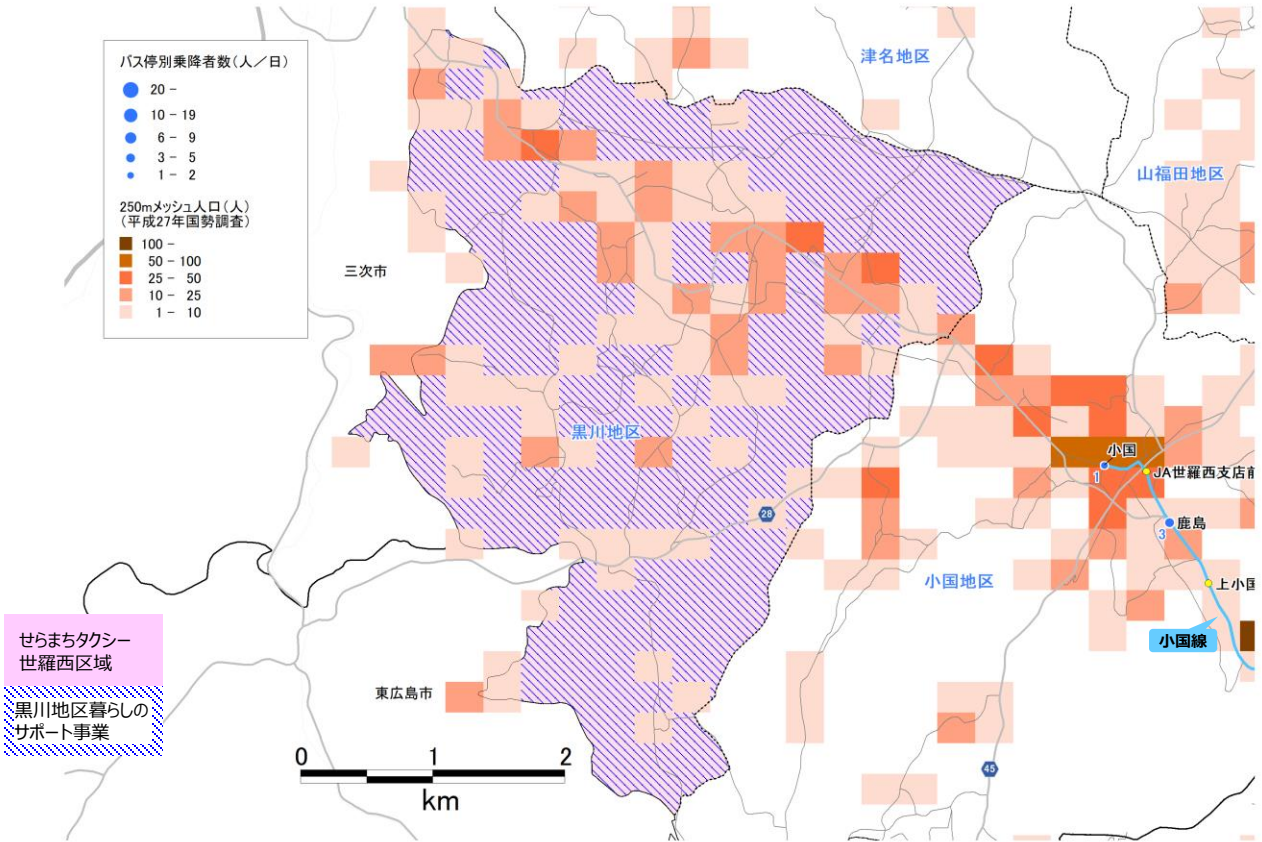 バス停別乗降者数(人／日)
20 -
10 - 19
6 - 9
3 - 5
1 - 2
250mメッシュ人口(人)
(平成27年国勢調査)
100 -
50 - 100
25 - 50
10 - 25
1 - 10
津名地区
山福田地区
三次市
黒川地区
小国
1
JA世羅西支店前
28
鹿島
3
小国地区
上小国
小国線
せらまちタクシー
世羅西区域
黒川地区暮らしの
サポート事業
東広島市
45
0 1 2
km